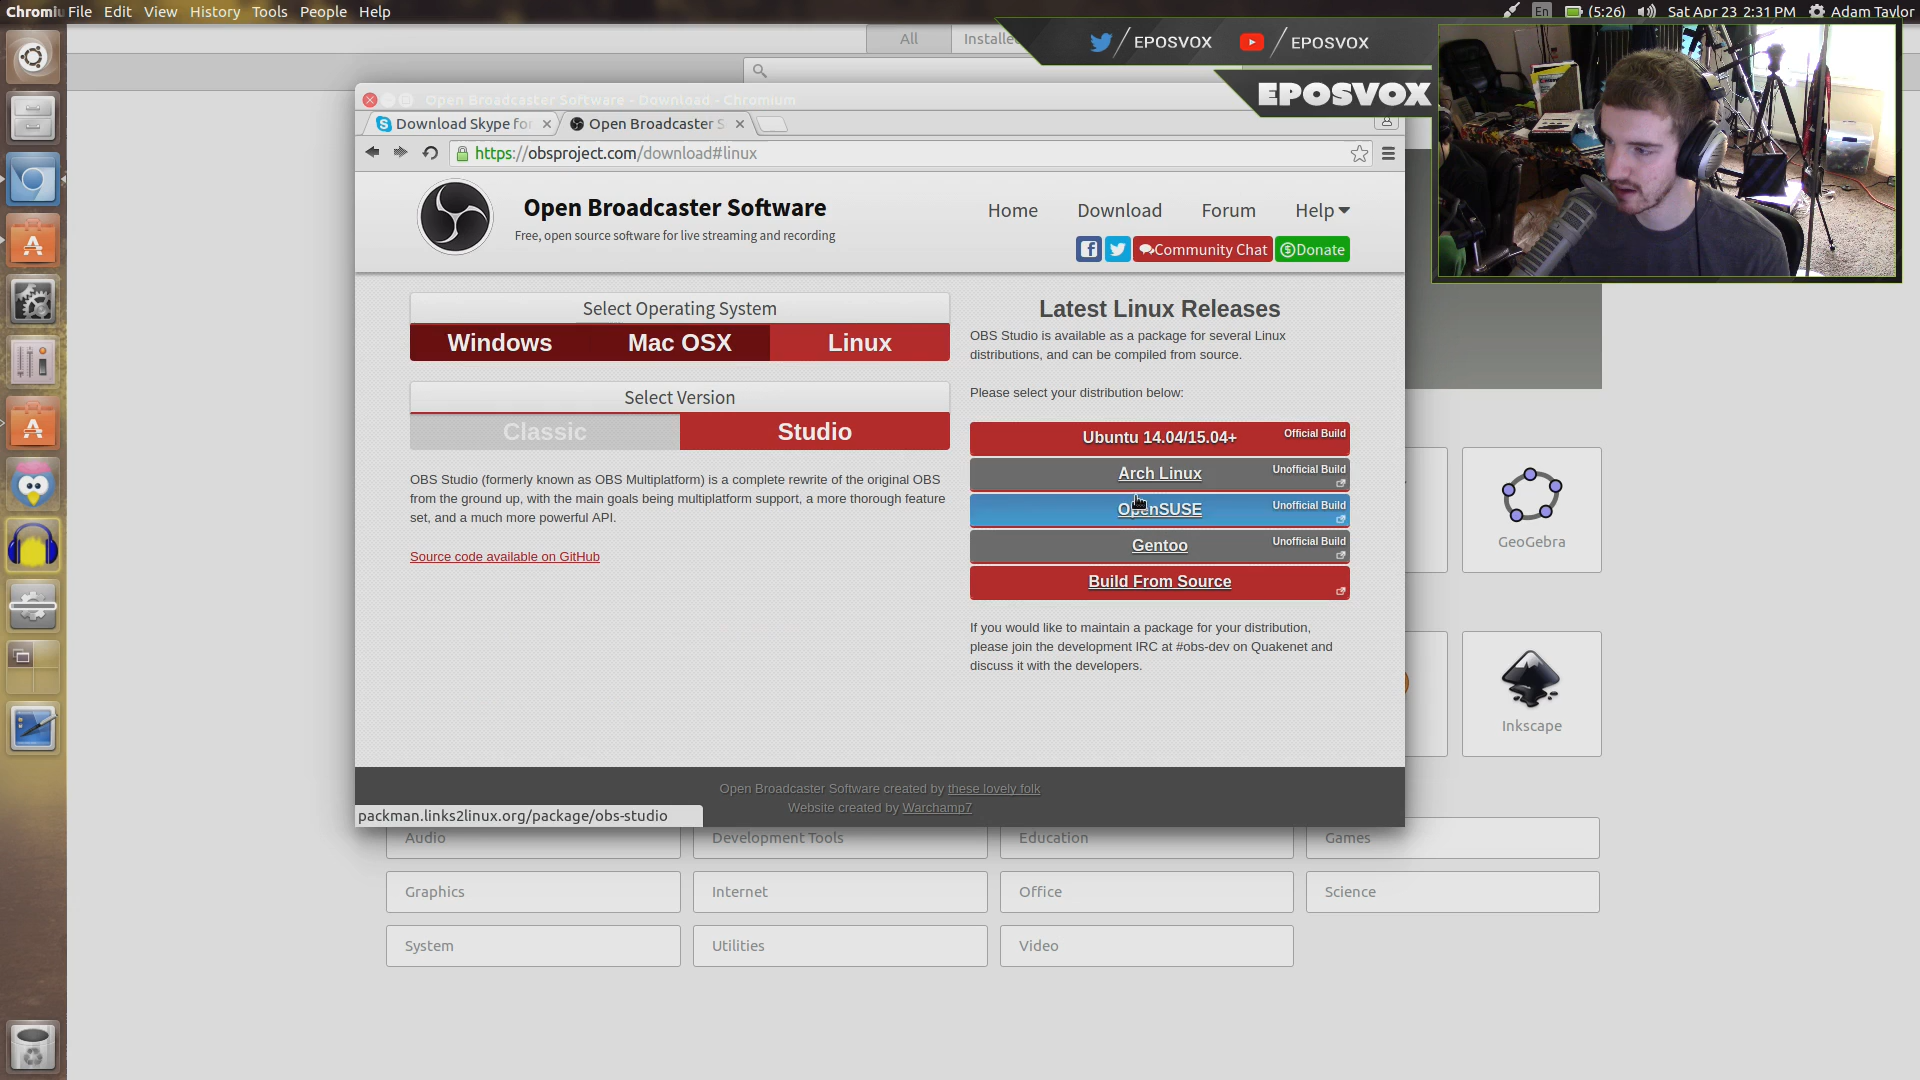 Chromiu File Edit View History Tools People Help
En (5:26) Sat Apr 23 2:31 PM Adam Taylor
All Installe
/ EPOSVOX / EPOSVOX
EPOSVOX
Open Broadcaster Software - Download - Chromium
Download Skype for Open Broadcaster S
https://obsproject.com/download#linux
Open Broadcaster Software
Free, open source software for live streaming and recording
Home Download Forum Help
Community Chat Donate
Select Operating System
Windows Mac OSX Linux
Select Version
Classic Studio
OBS Studio (formerly known as OBS Multiplatform) is a complete rewrite of the original OBS
from the ground up, with the main goals being multiplatform support, a more thorough feature
set, and a much more powerful API.
Source code available on GitHub
Latest Linux Releases
OBS Studio is available as a package for several Linux
distributions, and can be compiled from source.
Please select your distribution below:
Ubuntu 14.04/15.04+ Official Build
Arch Linux Unofficial Build
OpenSUSE Unofficial Build
Gentoo Unofficial Build
Build From Source
If you would like to maintain a package for your distribution,
please join the development IRC at #obs-dev on Quakenet and
discuss it with the developers.
Open Broadcaster Software created by these lovely folk
Website created by Warchamp7
packman.links2linux.org/package/obs-studio
GeoGebra
Inkscape
Audio Development Tools Education Games
Graphics Internet Office Science
System Utilities Video